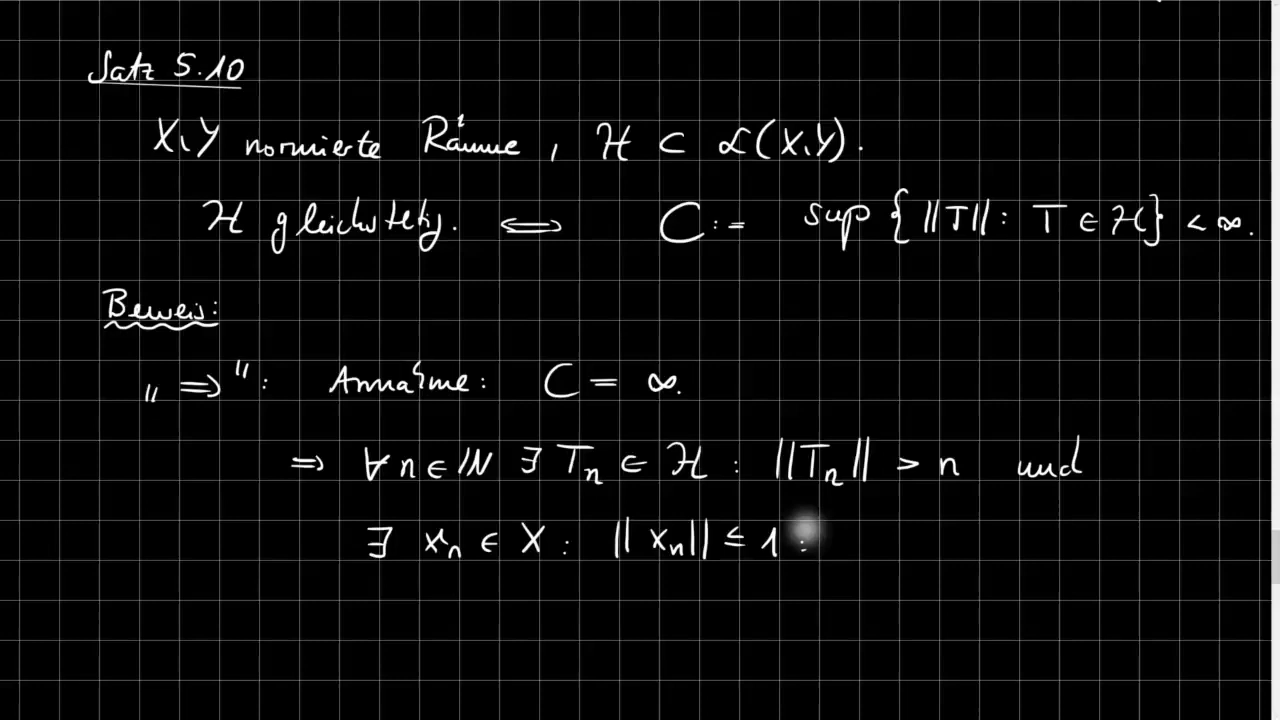 Satz 5.10
X, Y normierte Räume, ℋ ⊂ ℒ(X,Y).
ℋ gleichstetig. ⟺ C := sup {||T|| : T ∈ ℋ} < ∞.
Beweis:
„⇒": Annahme: C = ∞.
⇒ ∀ n ∈ ℕ ∃ Tₙ ∈ ℋ : ||Tₙ|| > n und
∃ xₙ ∈ X : ||xₙ|| ≤ 1 :